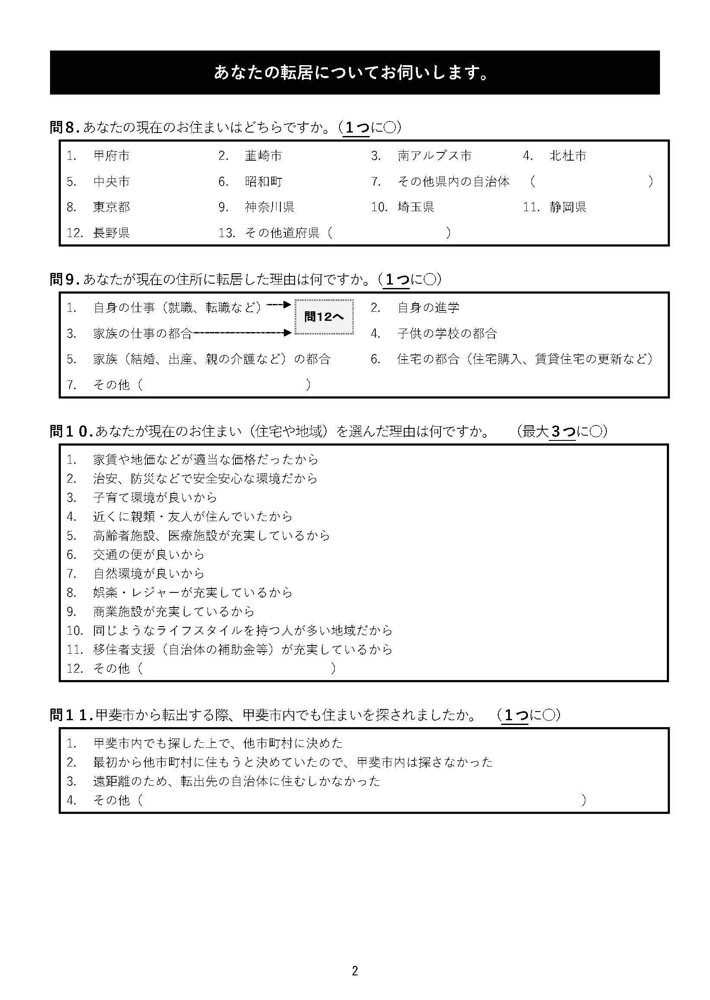 あなたの転居についてお伺いします。
問８.あなたの現在のお住まいはどちらですか。（１つに○）
1. 甲府市 2. 韮崎市 3. 南アルプス市 4. 北杜市
5. 中央市 6. 昭和町 7. その他県内の自治体 （ ）
8. 東京都 9. 神奈川県 10. 埼玉県 11. 静岡県
12. 長野県 13. その他道府県（ ）
問９.あなたが現在の住所に転居した理由は何ですか。（１つに○）
1. 自身の仕事（就職、転職など） 問12へ 2. 自身の進学
3. 家族の仕事の都合 4. 子供の学校の都合
5. 家族（結婚、出産、親の介護など）の都合 6. 住宅の都合（住宅購入、賃貸住宅の更新など）
7. その他（ ）
問１０.あなたが現在のお住まい（住宅や地域）を選んだ理由は何ですか。 （最大３つに○）
1. 家賃や地価などが適当な価格だったから
2. 治安、防災などで安全安心な環境だから
3. 子育て環境が良いから
4. 近くに親類・友人が住んでいたから
5. 高齢者施設、医療施設が充実しているから
6. 交通の便が良いから
7. 自然環境が良いから
8. 娯楽・レジャーが充実しているから
9. 商業施設が充実しているから
10. 同じようなライフスタイルを持つ人が多い地域だから
11. 移住者支援（自治体の補助金等）が充実しているから
12. その他（ ）
問１１.甲斐市から転出する際、甲斐市内でも住まいを探されましたか。 （１つに○）
1. 甲斐市内でも探した上で、他市町村に決めた
2. 最初から他市町村に住もうと決めていたので、甲斐市内は探さなかった
3. 遠距離のため、転出先の自治体に住むしかなかった
4. その他（ ）
2